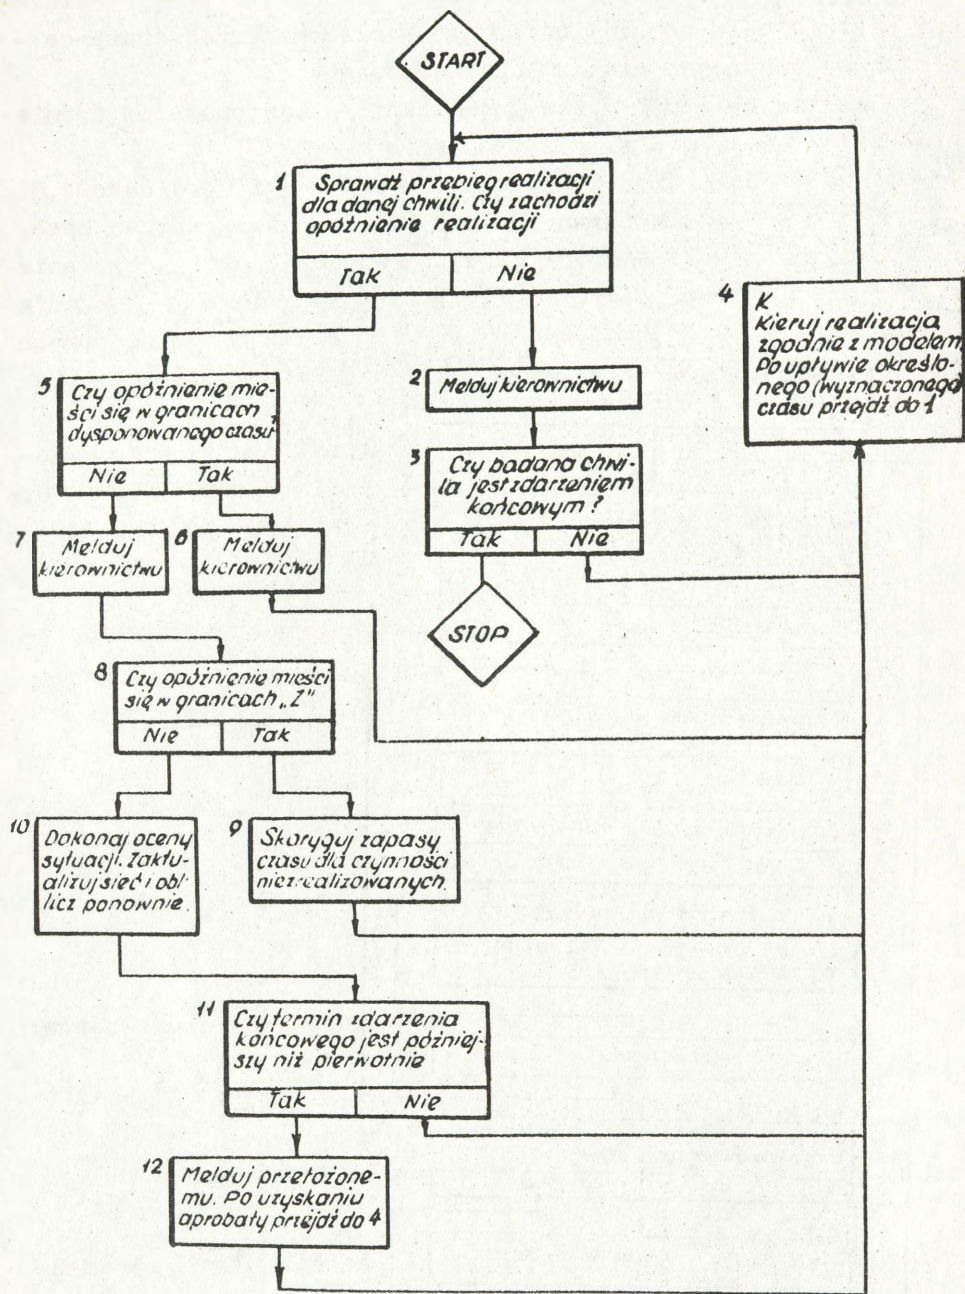 START
1
Sprawdź przebieg realizacji
dla danej chwili. Czy zachodzi
opóźnienie realizacji
Tak
Nie
4
K
Kieruj realizacją
zgodnie z modelem
Po upływie określo-
nego (wyznaczonego)
czasu przejdź do 1
5
Czy opóźnienie mie-
ści się w granicach
dysponowanego czasu?
Nie
Tak
2
Melduj kierownictwu
3
Czy badana chwi-
la jest zdarzeniem
końcowym?
Tak
Nie
7
Melduj
kierownictwu
6
Melduj
kierownictwu
STOP
8
Czy opóźnienie mieści
się w granicach „Z"
Nie
Tak
10
Dokonaj oceny
sytuacji. Zaktu-
alizuj sieć i obl-
licz ponownie.
9
Skoryguj zapasy
czasu dla czynności
niezrealizowanych.
11
Czy termin zdarzenia
końcowego jest później-
szy niż pierwotnie
Tak
Nie
12
Melduj przełożone-
mu. Po uzyskaniu
aprobaty przejdź do 4